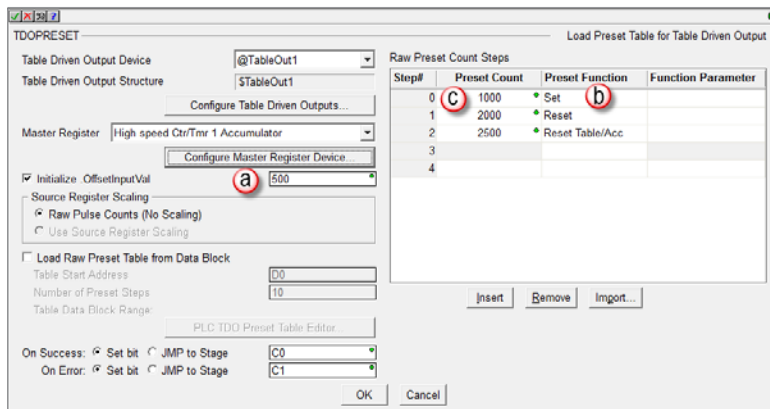 TDOPRESET
Load Preset Table for Table Driven Output
Table Driven Output Device
@TableOut1
Table Driven Output Structure
$TableOut1
Configure Table Driven Outputs...
Master Register
High speed Ctr/Tmr 1 Accumulator
Configure Master Register Device...
Initialize .OffsetInputVal
a
500
Source Register Scaling
Raw Pulse Counts (No Scaling)
Use Source Register Scaling
Load Raw Preset Table from Data Block
Table Start Address
D0
Number of Preset Steps
10
Table Data Block Range:
PLC TDO Preset Table Editor...
On Success: Set bit JMP to Stage C0
On Error: Set bit JMP to Stage C1
Raw Preset Count Steps
Step# Preset Count Preset Function Function Parameter
0 c 1000 Set b
1 2000 Reset
2 2500 Reset Table/Acc
3
4
Insert Remove Import...
OK Cancel